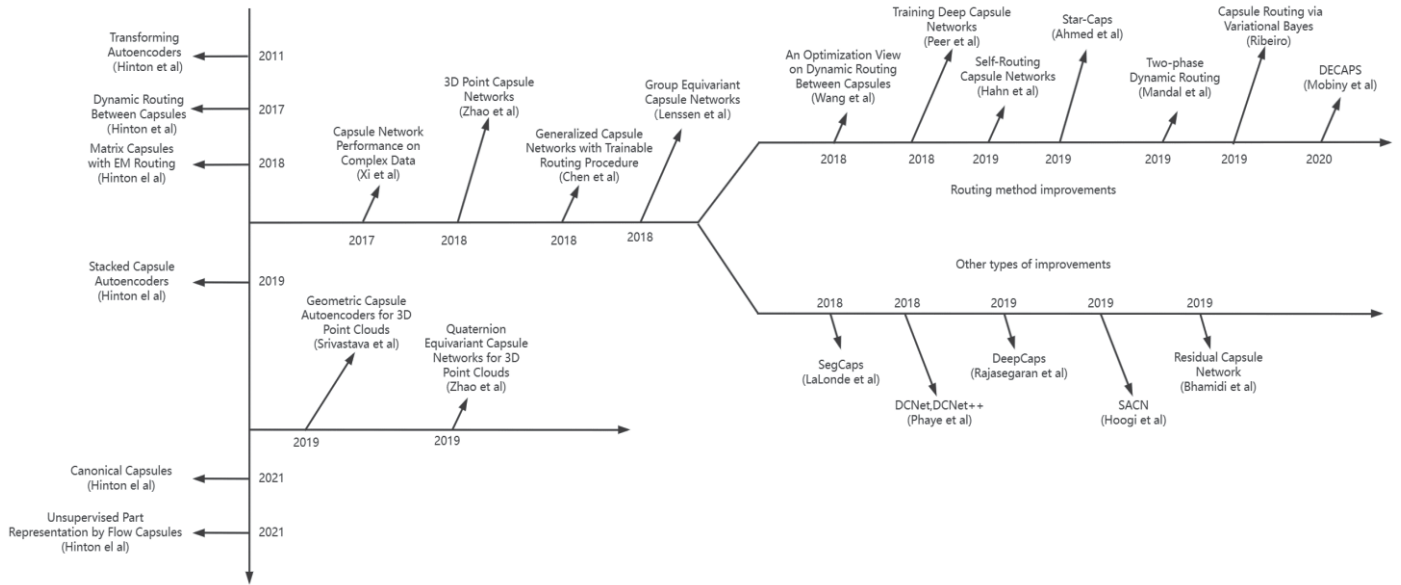 Transforming
Autoencoders
(Hinton et al)
2011
Dynamic Routing
Between Capsules
(Hinton et al)
2017
Matrix Capsules
with EM Routing
(Hinton el al)
2018
Stacked Capsule
Autoencoders
(Hinton el al)
2019
Canonical Capsules
(Hinton el al)
2021
Unsupervised Part
Representation by Flow Capsules
(Hinton el al)
2021
Capsule Network
Performance on
Complex Data
(Xi et al)
2017
3D Point Capsule
Networks
(Zhao et al)
2018
Generalized Capsule
Networks with Trainable
Routing Procedure
(Chen et al)
2018
Group Equivariant
Capsule Networks
(Lenssen et al)
2018
An Optimization View
on Dynamic Routing
Between Capsules
(Wang et al)
2018
Training Deep Capsule
Networks
(Peer et al)
2018
Self-Routing
Capsule Networks
(Hahn et al)
2019
Star-Caps
(Ahmed et al)
2019
Two-phase
Dynamic Routing
(Mandal et al)
2019
Capsule Routing via
Variational Bayes
(Ribeiro)
2019
DECAPS
(Mobiny et al)
2020
Routing method improvements
Other types of improvements
2018
SegCaps
(LaLonde et al)
2018
DCNet,DCNet++
(Phaye et al)
2019
DeepCaps
(Rajasegaran et al)
2019
SACN
(Hoogi et al)
2019
Residual Capsule
Network
(Bhamidi et al)
Geometric Capsule
Autoencoders for 3D
Point Clouds
(Srivastava et al)
2019
Quaternion
Equivariant Capsule
Networks for 3D
Point Clouds
(Zhao et al)
2019